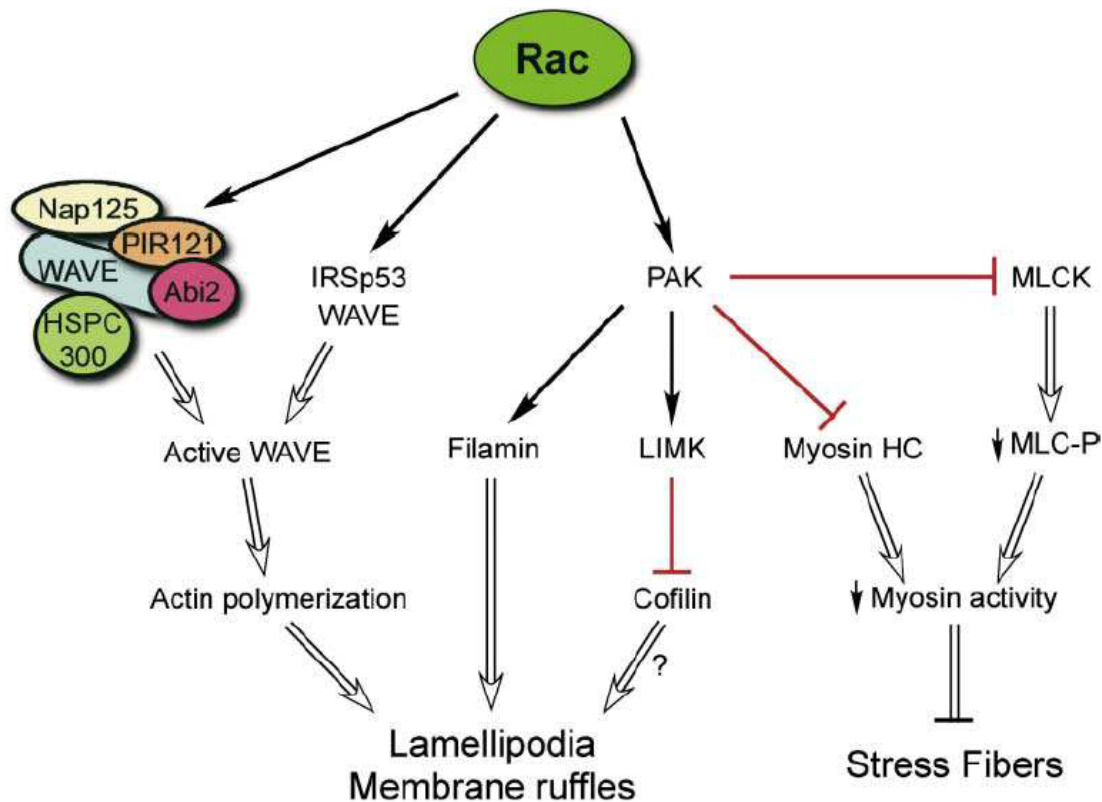 Rac
Nap125
PIR121
WAVE
Abi2
HSPC
300
IRSp53
WAVE
PAK
MLCK
Active WAVE
Filamin
LIMK
Myosin HC
MLC-P
Actin polymerization
Cofilin
Myosin activity
?
Lamellipodia
Membrane ruffles
Stress Fibers